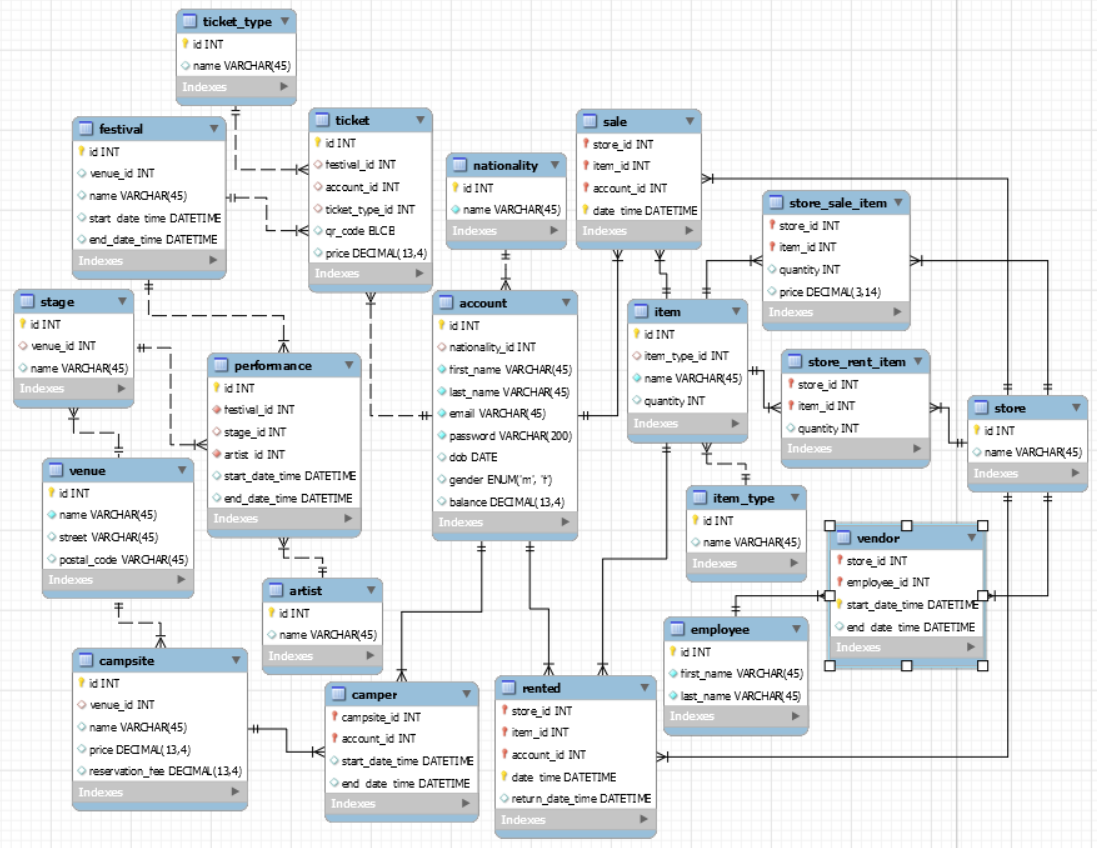 ticket_type
id INT
name VARCHAR(45)
Indexes
festival
id INT
venue_id INT
name VARCHAR(45)
start_date_time DATETIME
end_date_time DATETIME
Indexes
ticket
id INT
festival_id INT
account_id INT
ticket_type_id INT
qr_code BLOB
price DECIMAL(13,4)
Indexes
nationality
id INT
name VARCHAR(45)
Indexes
sale
store_id INT
item_id INT
account_id INT
date_time DATETIME
Indexes
store_sale_item
store_id INT
item_id INT
quantity INT
price DECIMAL(3,14)
Indexes
stage
id INT
venue_id INT
name VARCHAR(45)
Indexes
performance
id INT
festival_id INT
stage_id INT
artist_id INT
start_date_time DATETIME
end_date_time DATETIME
Indexes
account
id INT
nationality_id INT
first_name VARCHAR(45)
last_name VARCHAR(45)
email VARCHAR(45)
password VARCHAR(200)
dob DATE
gender ENUM('m', 'f')
balance DECIMAL(13,4)
Indexes
item
id INT
item_type_id INT
name VARCHAR(45)
quantity INT
Indexes
store_rent_item
store_id INT
item_id INT
quantity INT
Indexes
store
id INT
name VARCHAR(45)
Indexes
venue
id INT
name VARCHAR(45)
street VARCHAR(45)
postal_code VARCHAR(45)
Indexes
item_type
id INT
name VARCHAR(45)
Indexes
vendor
store_id INT
employee_id INT
start_date_time DATETIME
end_date_time DATETIME
Indexes
artist
id INT
name VARCHAR(45)
Indexes
employee
id INT
first_name VARCHAR(45)
last_name VARCHAR(45)
Indexes
campsite
id INT
venue_id INT
name VARCHAR(45)
price DECIMAL(13,4)
reservation_fee DECIMAL(13,4)
Indexes
camper
campsite_id INT
account_id INT
start_date_time DATETIME
end_date_time DATETIME
Indexes
rented
store_id INT
item_id INT
account_id INT
date_time DATETIME
return_date_time DATETIME
Indexes